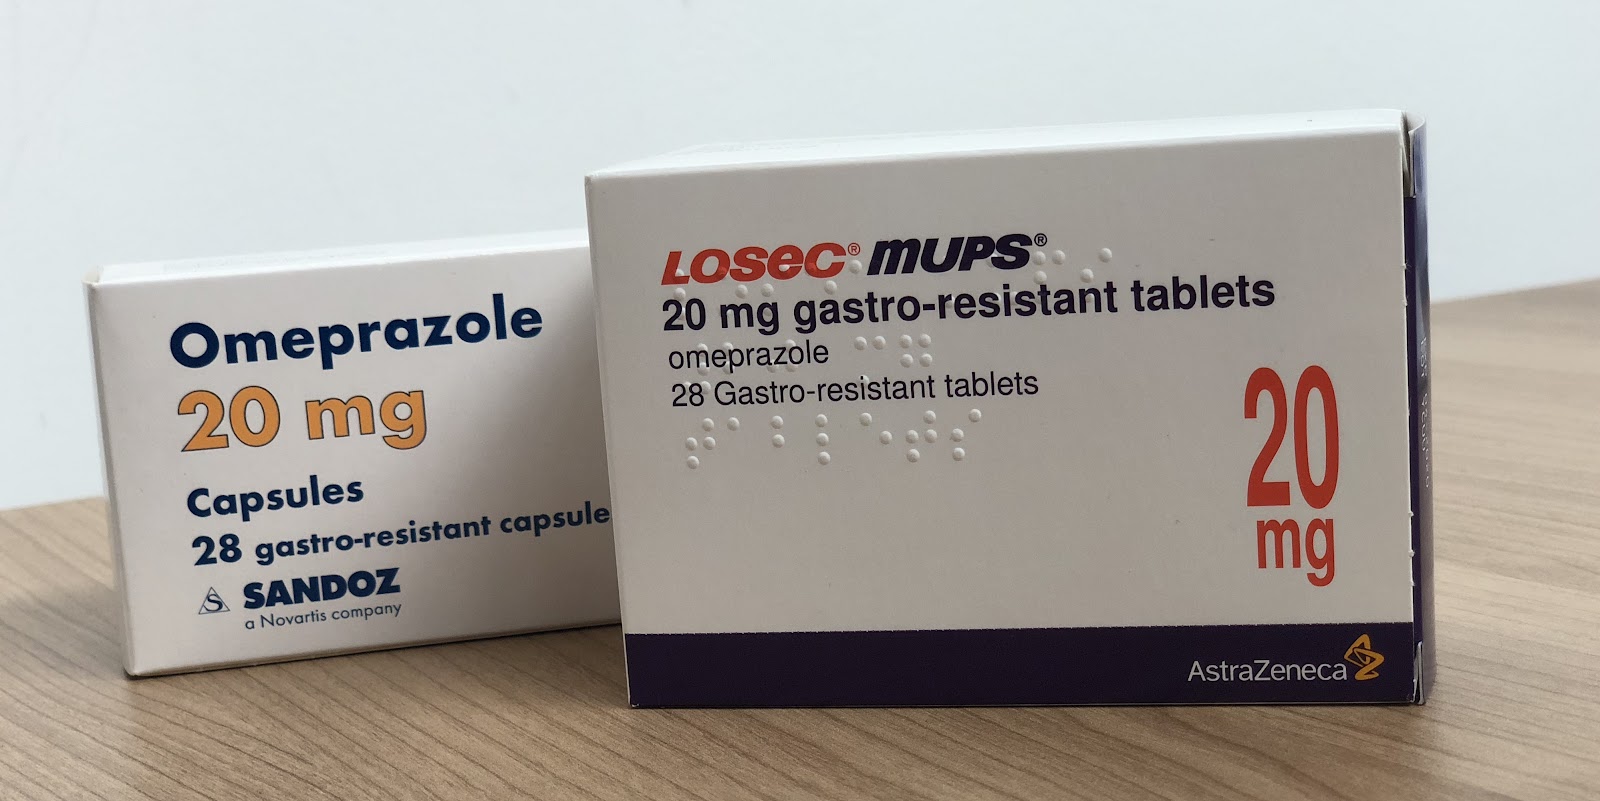 Omeprazole
20 mg
Capsules
28 gastro-resistant capsule
S SANDOZ
a Novartis company
LOSEC® MUPS®
20 mg gastro-resistant tablets
omeprazole
28 Gastro-resistant tablets
20
mg
AstraZeneca